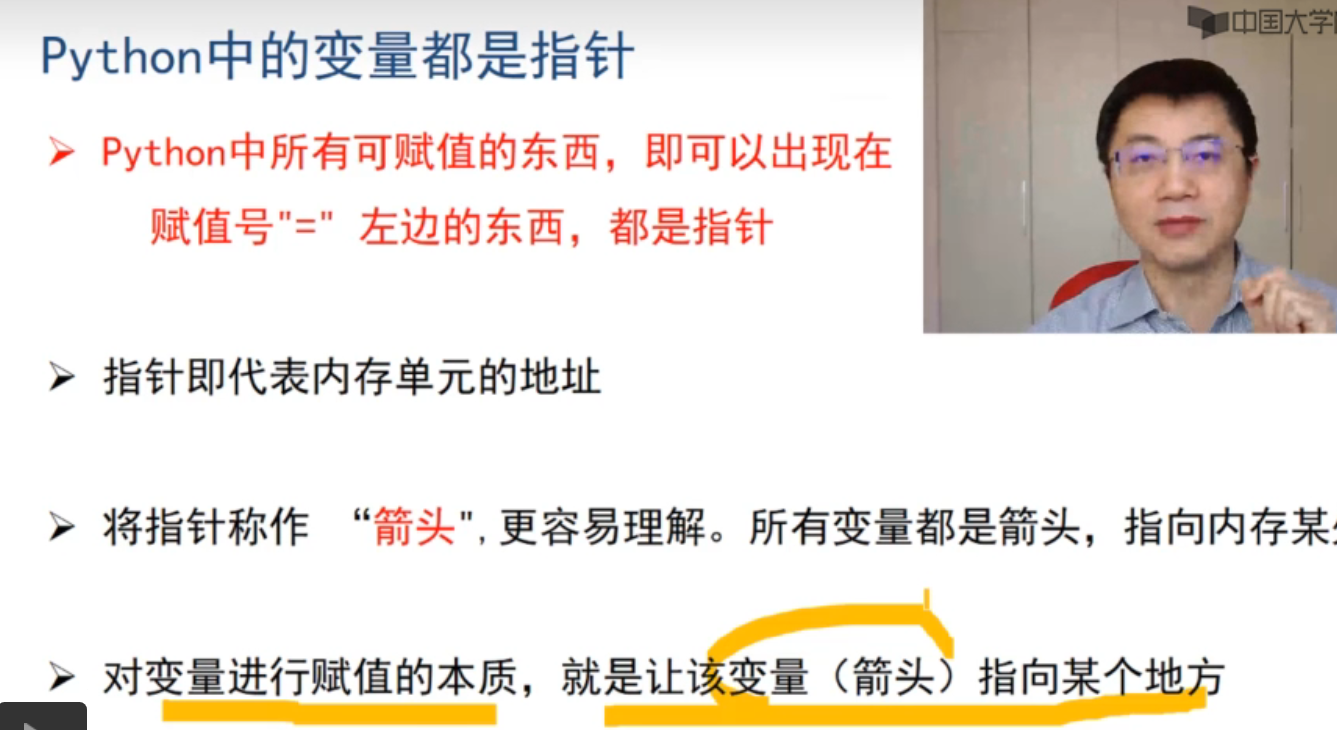 中国大学
Python中的变量都是指针
➢ Python中所有可赋值的东西，即可以出现在
赋值号"=" 左边的东西，都是指针
➢ 指针即代表内存单元的地址
➢ 将指针称作 “箭头",更容易理解。所有变量都是箭头，指向内存某
➢ 对变量进行赋值的本质，就是让该变量（箭头）指向某个地方